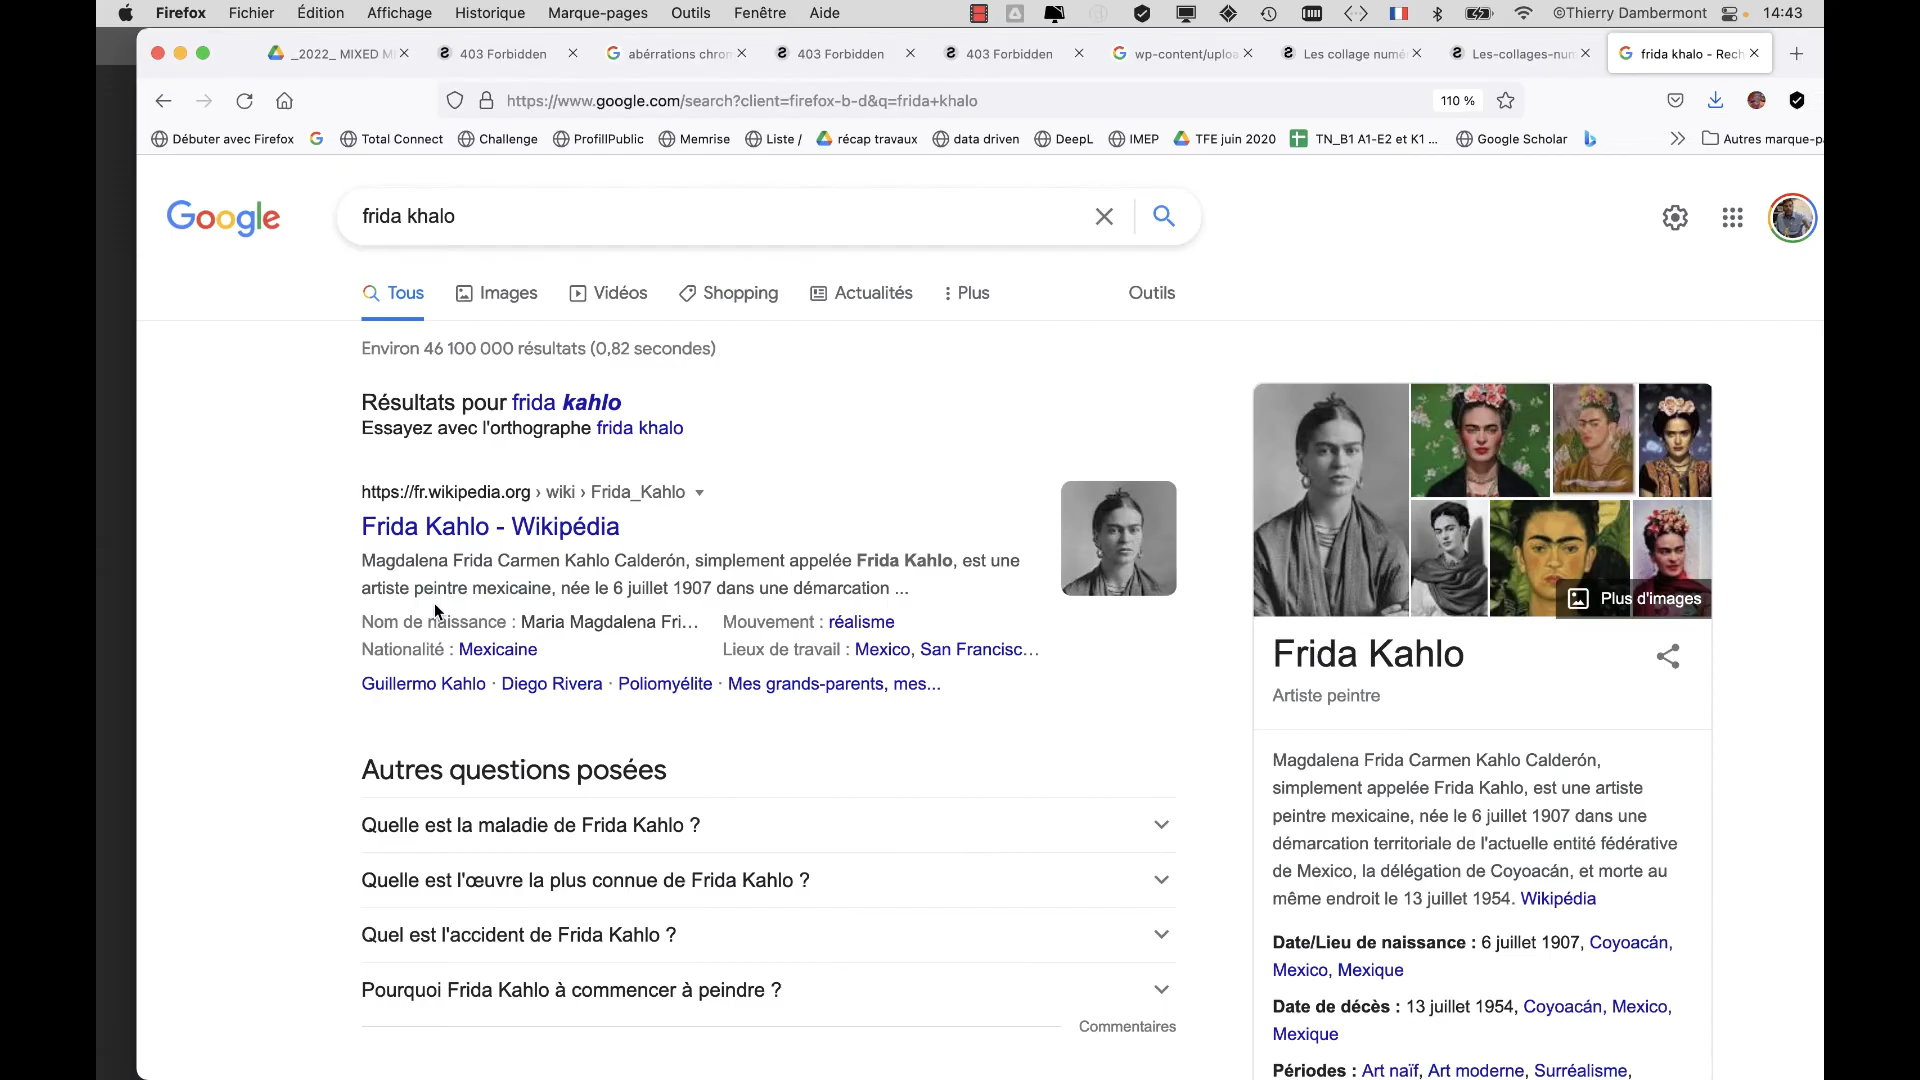 Firefox Fichier Édition Affichage Historique Marque-pages Outils Fenêtre Aide ©Thierry Dambermont 14:43
_2022_ MIXED M 403 Forbidden abérrations chron 403 Forbidden 403 Forbidden wp-content/uploa Les collage numé Les-collages-num frida khalo - Rech
https://www.google.com/search?client=firefox-b-d&q=frida+khalo 110 %
Débuter avec Firefox Total Connect Challenge ProfillPublic Memrise Liste / récap travaux data driven DeepL IMEP TFE juin 2020 TN_B1 A1-E2 et K1 ... Google Scholar Autres marque-p
Google frida khalo
Tous Images Vidéos Shopping Actualités Plus Outils
Environ 46 100 000 résultats (0,82 secondes)
Résultats pour frida kahlo
Essayez avec l'orthographe frida khalo
https://fr.wikipedia.org › wiki › Frida_Kahlo
Frida Kahlo - Wikipédia
Magdalena Frida Carmen Kahlo Calderón, simplement appelée Frida Kahlo, est une
artiste peintre mexicaine, née le 6 juillet 1907 dans une démarcation ...
Nom de naissance : Maria Magdalena Fri... Mouvement : réalisme
Nationalité : Mexicaine Lieux de travail : Mexico, San Francisc...
Guillermo Kahlo · Diego Rivera · Poliomyélite · Mes grands-parents, mes...
Autres questions posées
Quelle est la maladie de Frida Kahlo ?
Quelle est l'œuvre la plus connue de Frida Kahlo ?
Quel est l'accident de Frida Kahlo ?
Pourquoi Frida Kahlo à commencer à peindre ?
Commentaires
Plus d'images
Frida Kahlo
Artiste peintre
Magdalena Frida Carmen Kahlo Calderón,
simplement appelée Frida Kahlo, est une artiste
peintre mexicaine, née le 6 juillet 1907 dans une
démarcation territoriale de l'actuelle entité fédérative
de Mexico, la délégation de Coyoacán, et morte au
même endroit le 13 juillet 1954. Wikipédia
Date/Lieu de naissance : 6 juillet 1907, Coyoacán,
Mexico, Mexique
Date de décès : 13 juillet 1954, Coyoacán, Mexico,
Mexique
Périodes : Art naïf, Art moderne, Surréalisme,